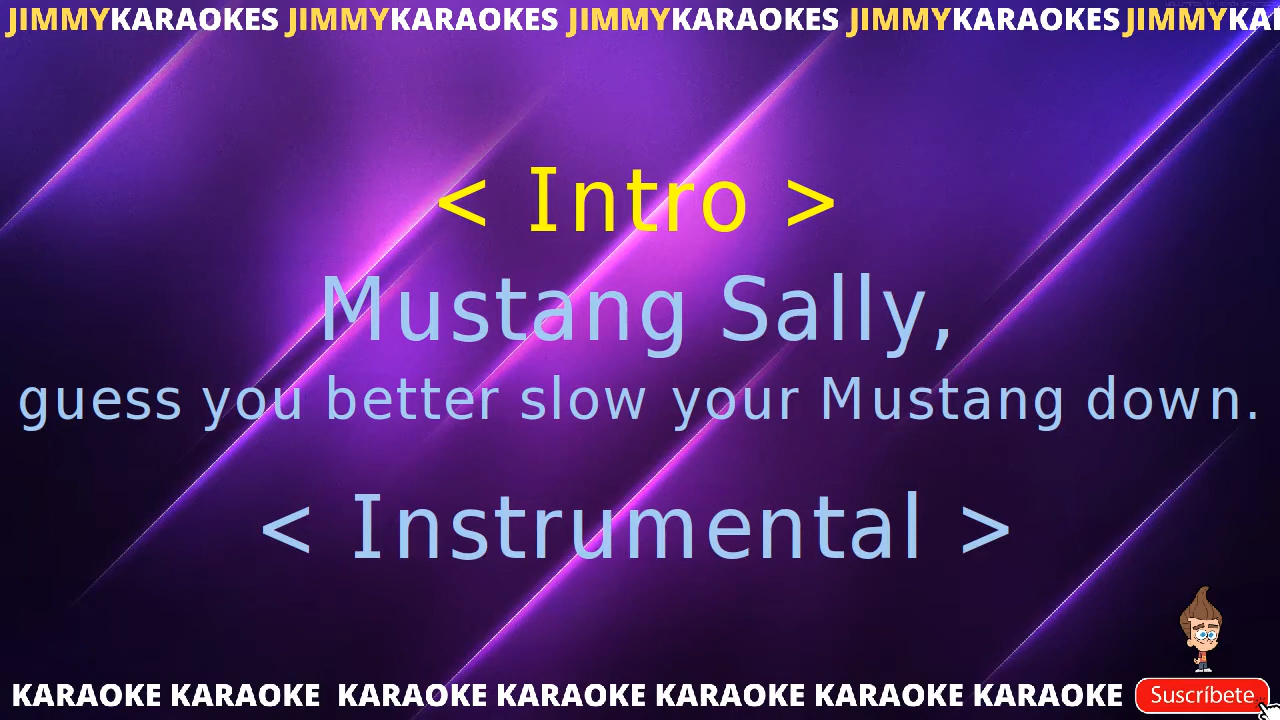 JIMMYKARAOKES JIMMYKARAOKES JIMMYKARAOKES JIMMYKARAOKES JIMMYKA
< Intro >
Mustang Sally,
guess you better slow your Mustang down.
< Instrumental >
KARAOKE KARAOKE KARAOKE KARAOKE KARAOKE KARAOKE KARAOKE Suscríbete